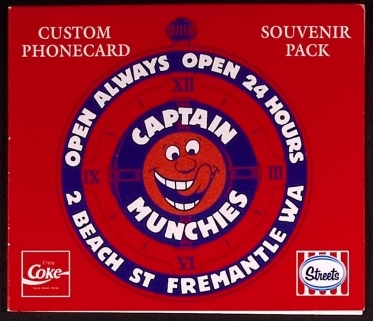 CUSTOM
PHONECARD
SOUVENIR
PACK
OPEN ALWAYS OPEN 24 HOURS
XII
CAPTAIN
IX
III
MUNCHIES
VI
2 BEACH ST FREMANTLE WA
Enjoy
Coke
Streets